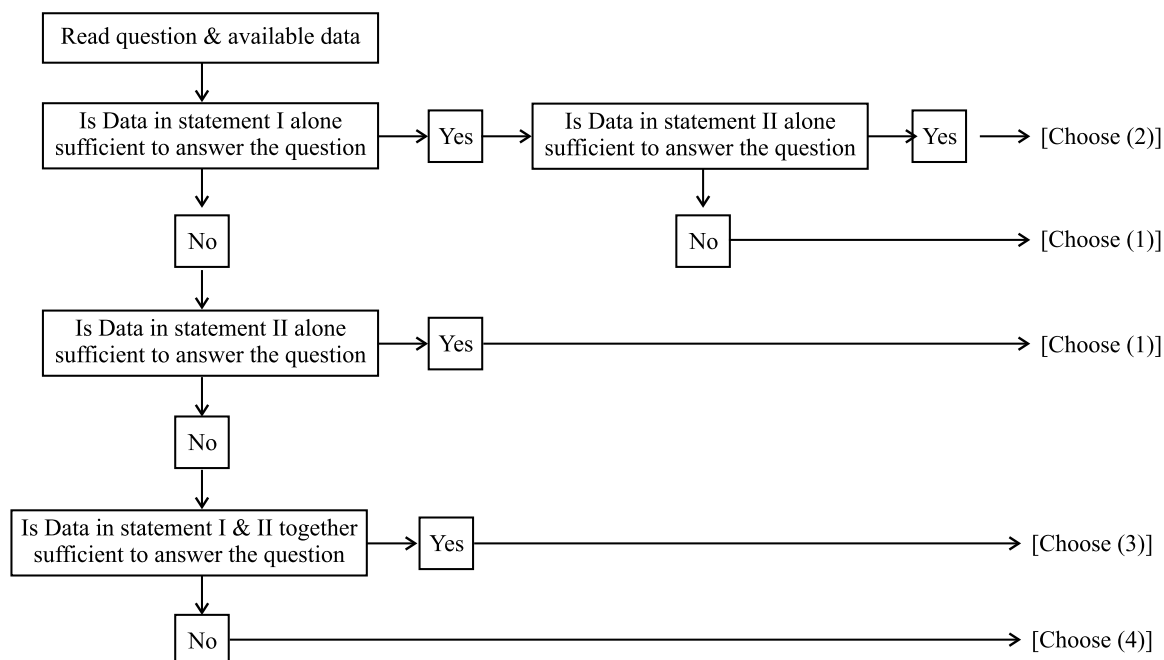 Read question & available data
Is Data in statement I alone
sufficient to answer the question
Yes
Is Data in statement II alone
sufficient to answer the question
Yes
[Choose (2)]
No
No
[Choose (1)]
Is Data in statement II alone
sufficient to answer the question
Yes
[Choose (1)]
No
Is Data in statement I & II together
sufficient to answer the question
Yes
[Choose (3)]
No
[Choose (4)]